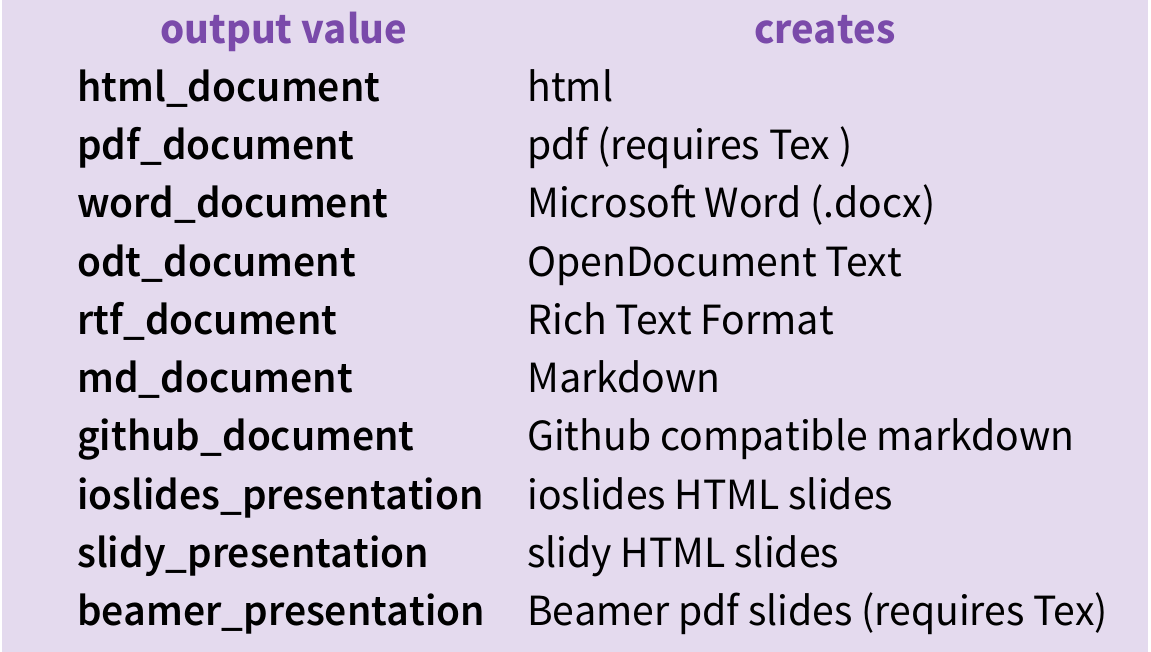 output value creates
html_document html
pdf_document pdf (requires Tex )
word_document Microsoft Word (.docx)
odt_document OpenDocument Text
rtf_document Rich Text Format
md_document Markdown
github_document Github compatible markdown
ioslides_presentation ioslides HTML slides
slidy_presentation slidy HTML slides
beamer_presentation Beamer pdf slides (requires Tex)